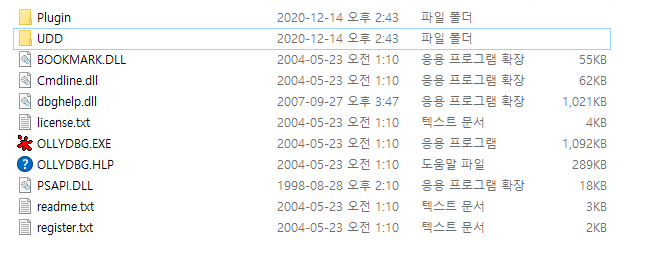 Plugin 2020-12-14 오후 2:43 파일 폴더
UDD 2020-12-14 오후 2:43 파일 폴더
BOOKMARK.DLL 2004-05-23 오전 1:10 응용 프로그램 확장 55KB
Cmdline.dll 2004-05-23 오전 1:10 응용 프로그램 확장 62KB
dbghelp.dll 2007-09-27 오후 3:47 응용 프로그램 확장 1,021KB
license.txt 2004-05-23 오전 1:10 텍스트 문서 4KB
OLLYDBG.EXE 2004-05-23 오전 1:10 응용 프로그램 1,092KB
OLLYDBG.HLP 2004-05-23 오전 1:10 도움말 파일 289KB
PSAPI.DLL 1998-08-28 오후 2:10 응용 프로그램 확장 18KB
readme.txt 2004-05-23 오전 1:10 텍스트 문서 3KB
register.txt 2004-05-23 오전 1:10 텍스트 문서 2KB